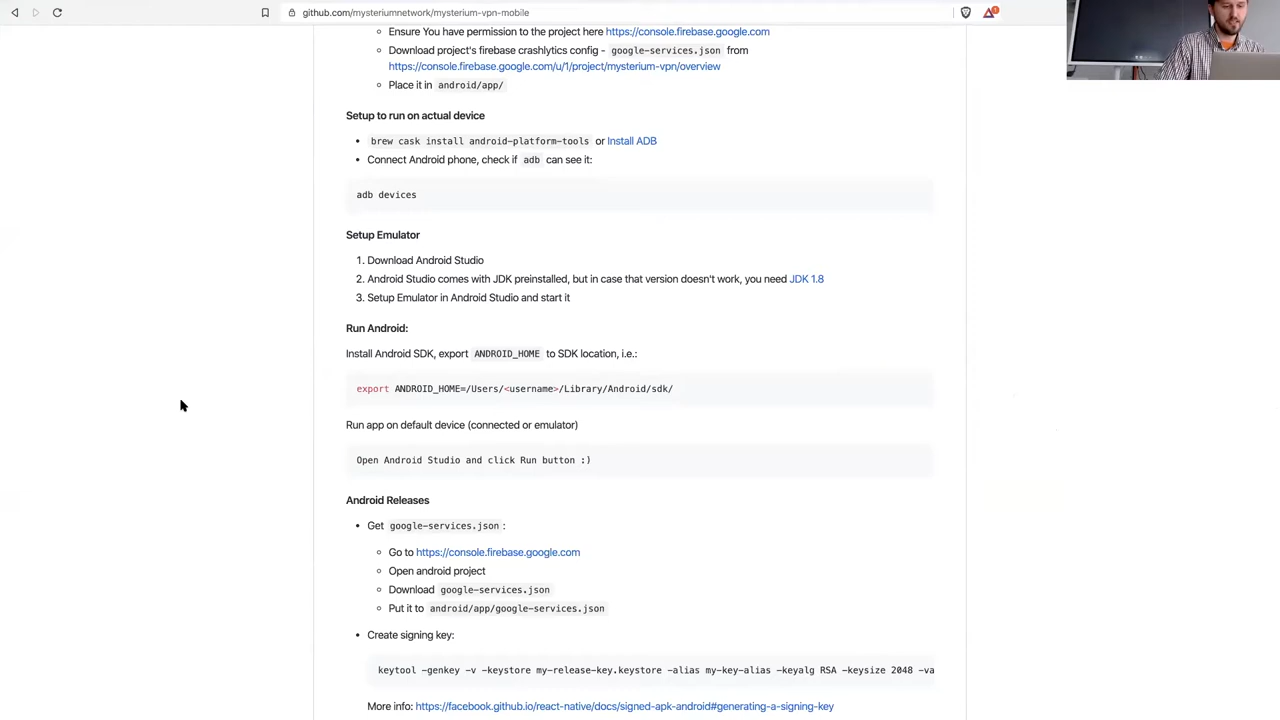 github.com/mysteriumnetwork/mysterium-vpn-mobile
1
Ensure You have permission to the project here https://console.firebase.google.com
Download project's firebase crashlytics config - google-services.json from
https://console.firebase.google.com/u/1/project/mysterium-vpn/overview
Place it in android/app/
Setup to run on actual device
brew cask install android-platform-tools or Install ADB
Connect Android phone, check if adb can see it:
adb devices
Setup Emulator
1. Download Android Studio
2. Android Studio comes with JDK preinstalled, but in case that version doesn't work, you need JDK 1.8
3. Setup Emulator in Android Studio and start it
Run Android:
Install Android SDK, export ANDROID_HOME to SDK location, i.e.:
export ANDROID_HOME=/Users/<username>/Library/Android/sdk/
Run app on default device (connected or emulator)
Open Android Studio and click Run button :)
Android Releases
Get google-services.json :
Go to https://console.firebase.google.com
Open android project
Download google-services.json
Put it to android/app/google-services.json
Create signing key:
keytool -genkey -v -keystore my-release-key.keystore -alias my-key-alias -keyalg RSA -keysize 2048 -va
More info: https://facebook.github.io/react-native/docs/signed-apk-android#generating-a-signing-key